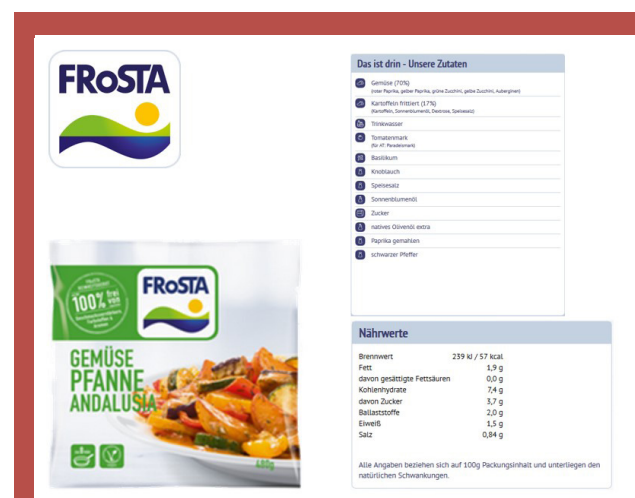 FRoSTA
Das ist drin - Unsere Zutaten
Gemüse (70%)
(roter Paprika, gelber Paprika, grüne Zucchini, gelbe Zucchini, Auberginen)
Kartoffeln frittiert (17%)
(Kartoffeln, Sonnenblumenöl, Dextrose, Speisesalz)
Trinkwasser
Tomatenmark
(für AT: Paradeismark)
Basilikum
Knoblauch
Speisesalz
Sonnenblumenöl
Zucker
natives Olivenöl extra
Paprika gemahlen
schwarzer Pfeffer
100% frei von
FRoSTA
GEMÜSE
PFANNE
ANDALUSIA
480g
Nährwerte
Brennwert 239 kJ / 57 kcal
Fett 1,9 g
davon gesättigte Fettsäuren 0,0 g
Kohlenhydrate 7,4 g
davon Zucker 3,7 g
Ballaststoffe 2,0 g
Eiweiß 1,5 g
Salz 0,84 g
Alle Angaben beziehen sich auf 100g Packungsinhalt und unterliegen den
natürlichen Schwankungen.